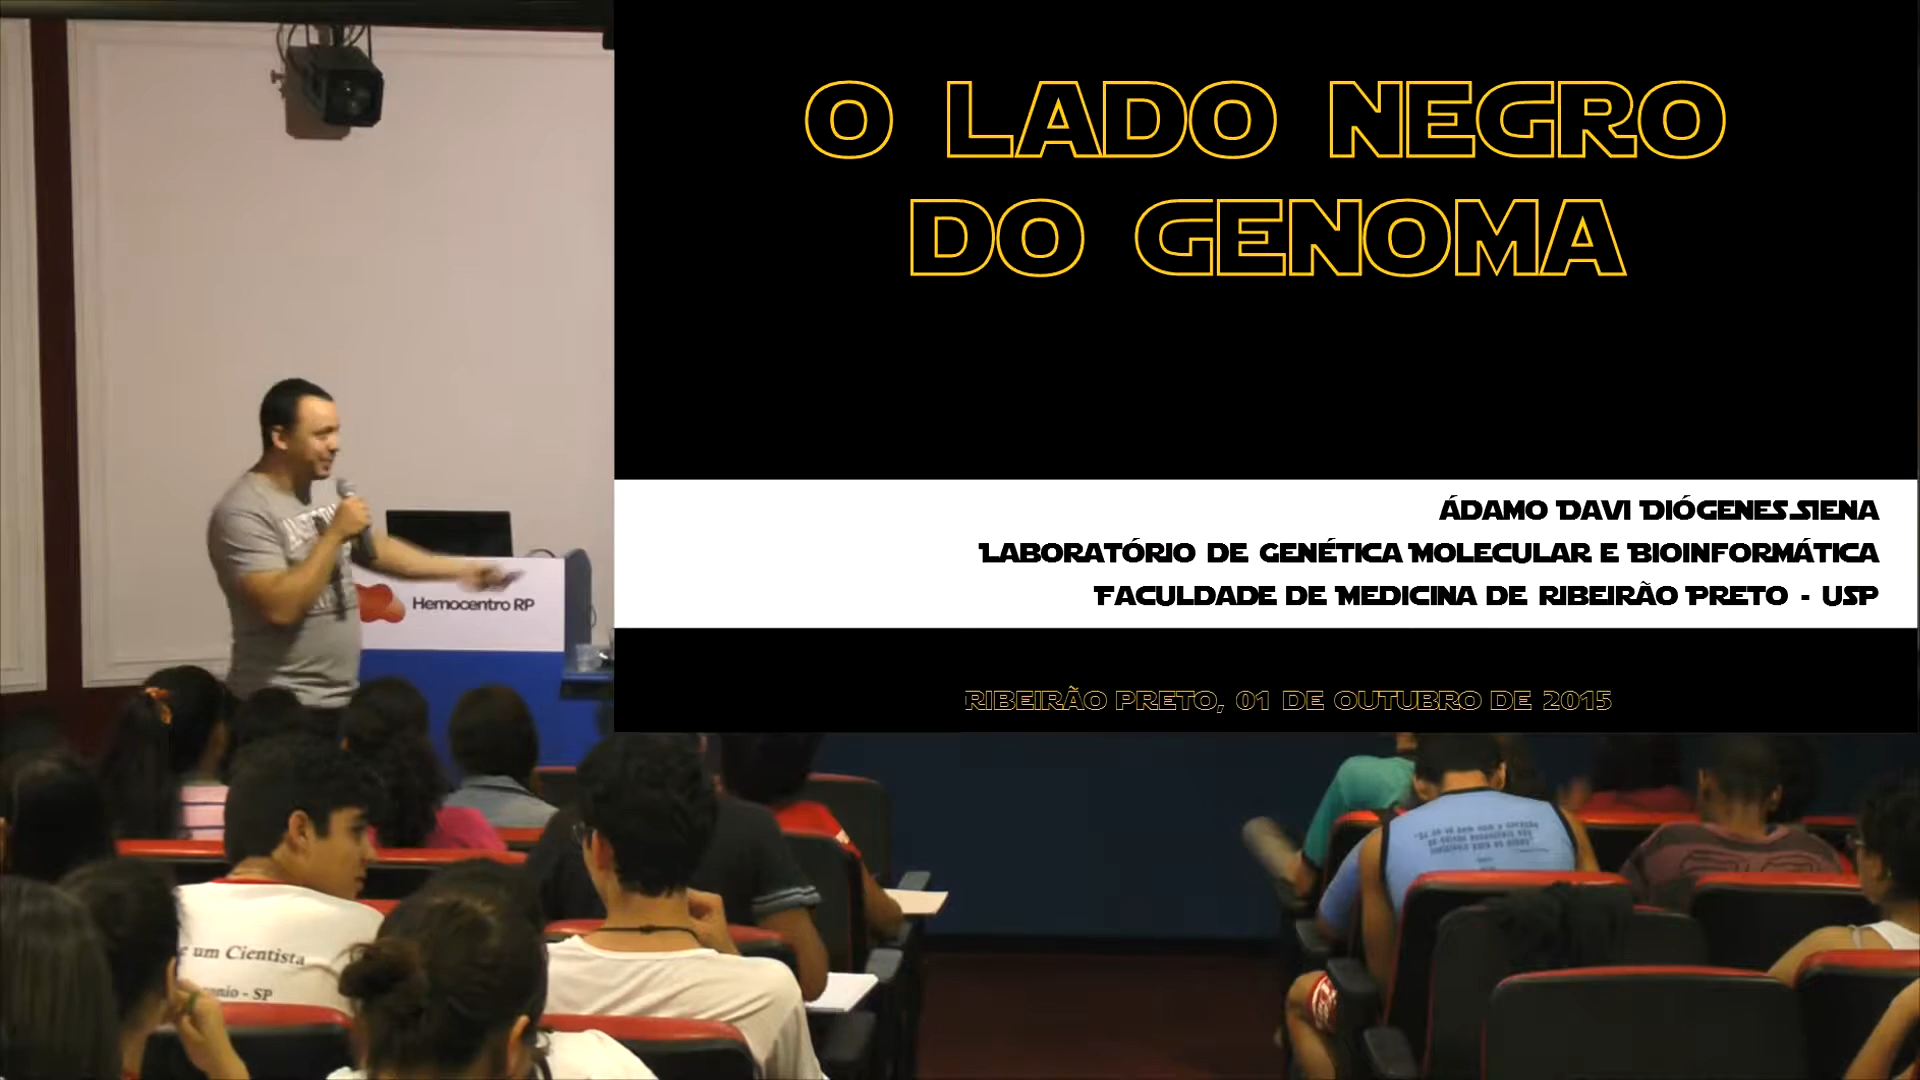 O LADO NEGRO
DO GENOMA
ÁDAMO DAVI DIÓGENES SIENA
LABORATÓRIO DE GENÉTICA MOLECULAR E BIOINFORMÁTICA
FACULDADE DE MEDICINA DE RIBEIRÃO PRETO - USP
RIBEIRÃO PRETO, 01 DE OUTUBRO DE 2015
Hemocentro RP
e um Cientista
- SP